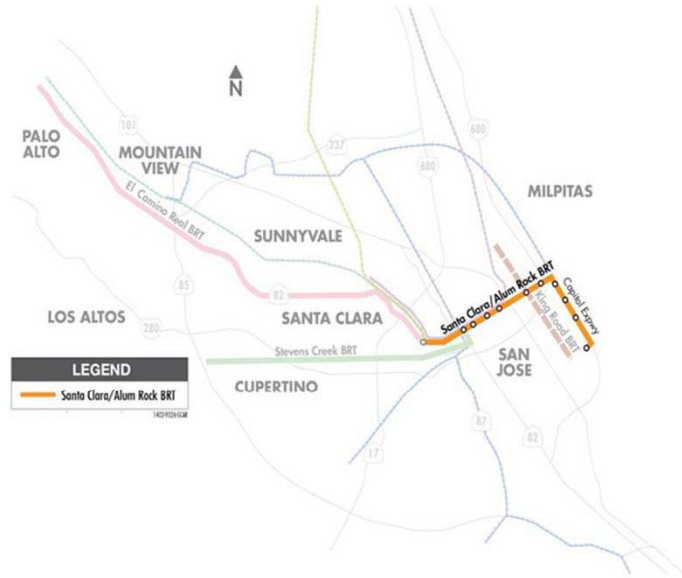 N
PALO
ALTO
101
MOUNTAIN
VIEW
237
680
880
MILPITAS
El Camino Real BRT
SUNNYVALE
85
82
LOS ALTOS
280
SANTA CLARA
Santa Clara/Alum Rock BRT
Capitol Expwy
King Road BRT
Stevens Creek BRT
SAN
JOSE
CUPERTINO
LEGEND
Santa Clara/Alum Rock BRT
87
82
17